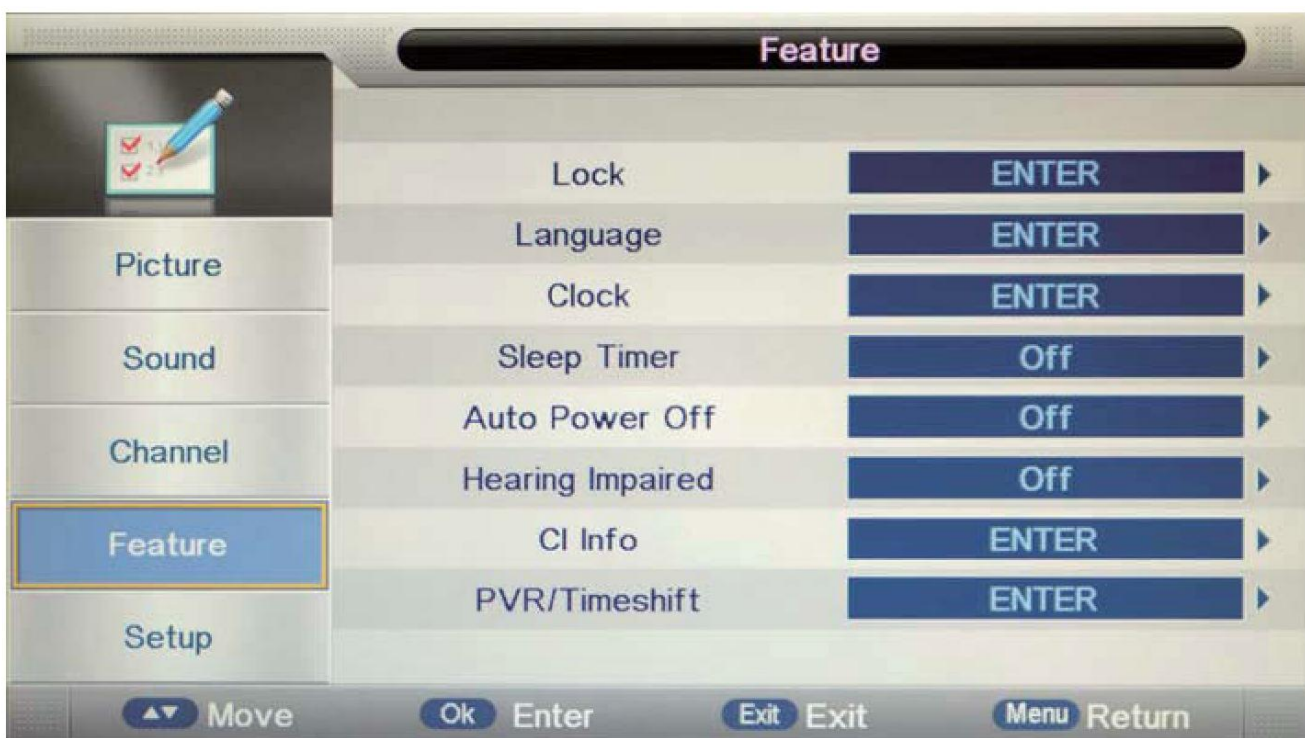 Feature
Lock ENTER
Language ENTER
Picture
Clock ENTER
Sound
Sleep Timer Off
Auto Power Off Off
Channel
Hearing Impaired Off
Feature
CI Info ENTER
PVR/Timeshift ENTER
Setup
Move Ok Enter Exit Exit Menu Return